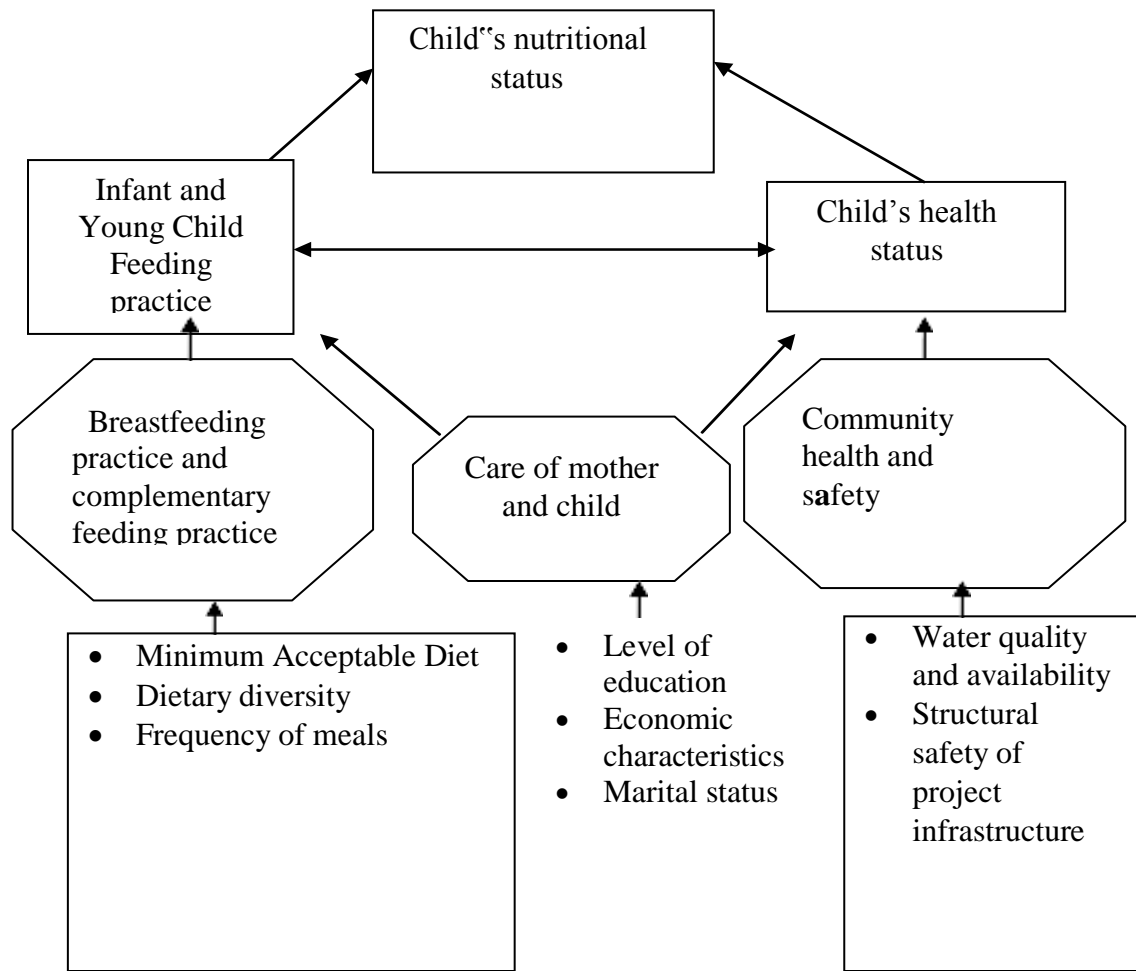 Child‟s nutritional
status
Infant and
Young Child
Feeding
practice
Child's health
status
Breastfeeding
practice and
complementary
feeding practice
Care of mother
and child
Community
health and
safety
• Minimum Acceptable Diet
• Dietary diversity
• Frequency of meals
• Level of
education
• Economic
characteristics
• Marital status
• Water quality
and availability
• Structural
safety of
project
infrastructure